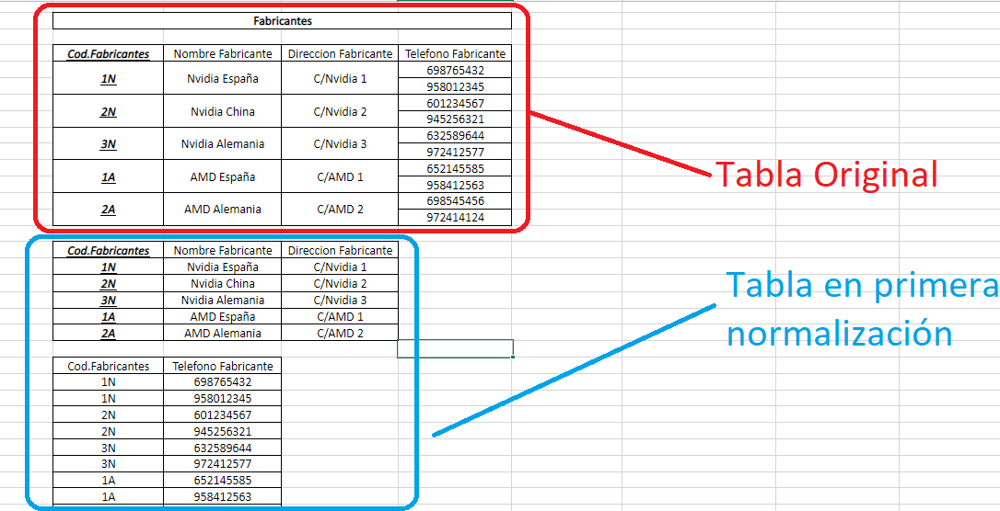 Fabricantes
Cod.Fabricantes Nombre Fabricante Direccion Fabricante Telefono Fabricante
1N Nvidia España C/Nvidia 1 698765432
958012345
2N Nvidia China C/Nvidia 2 601234567
945256321
3N Nvidia Alemania C/Nvidia 3 632589644
972412577
1A AMD España C/AMD 1 652145585
958412563
2A AMD Alemania C/AMD 2 698545456
972414124
Tabla Original
Cod.Fabricantes Nombre Fabricante Direccion Fabricante
1N Nvidia España C/Nvidia 1
2N Nvidia China C/Nvidia 2
3N Nvidia Alemania C/Nvidia 3
1A AMD España C/AMD 1
2A AMD Alemania C/AMD 2
Tabla en primera
normalización
Cod.Fabricantes Telefono Fabricante
1N 698765432
1N 958012345
2N 601234567
2N 945256321
3N 632589644
3N 972412577
1A 652145585
1A 958412563